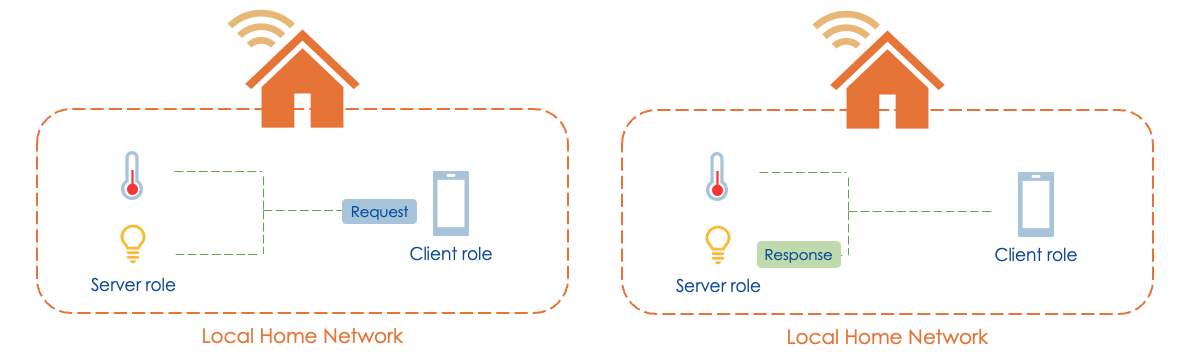 Request
Client role
Server role
Local Home Network
Response
Client role
Server role
Local Home Network